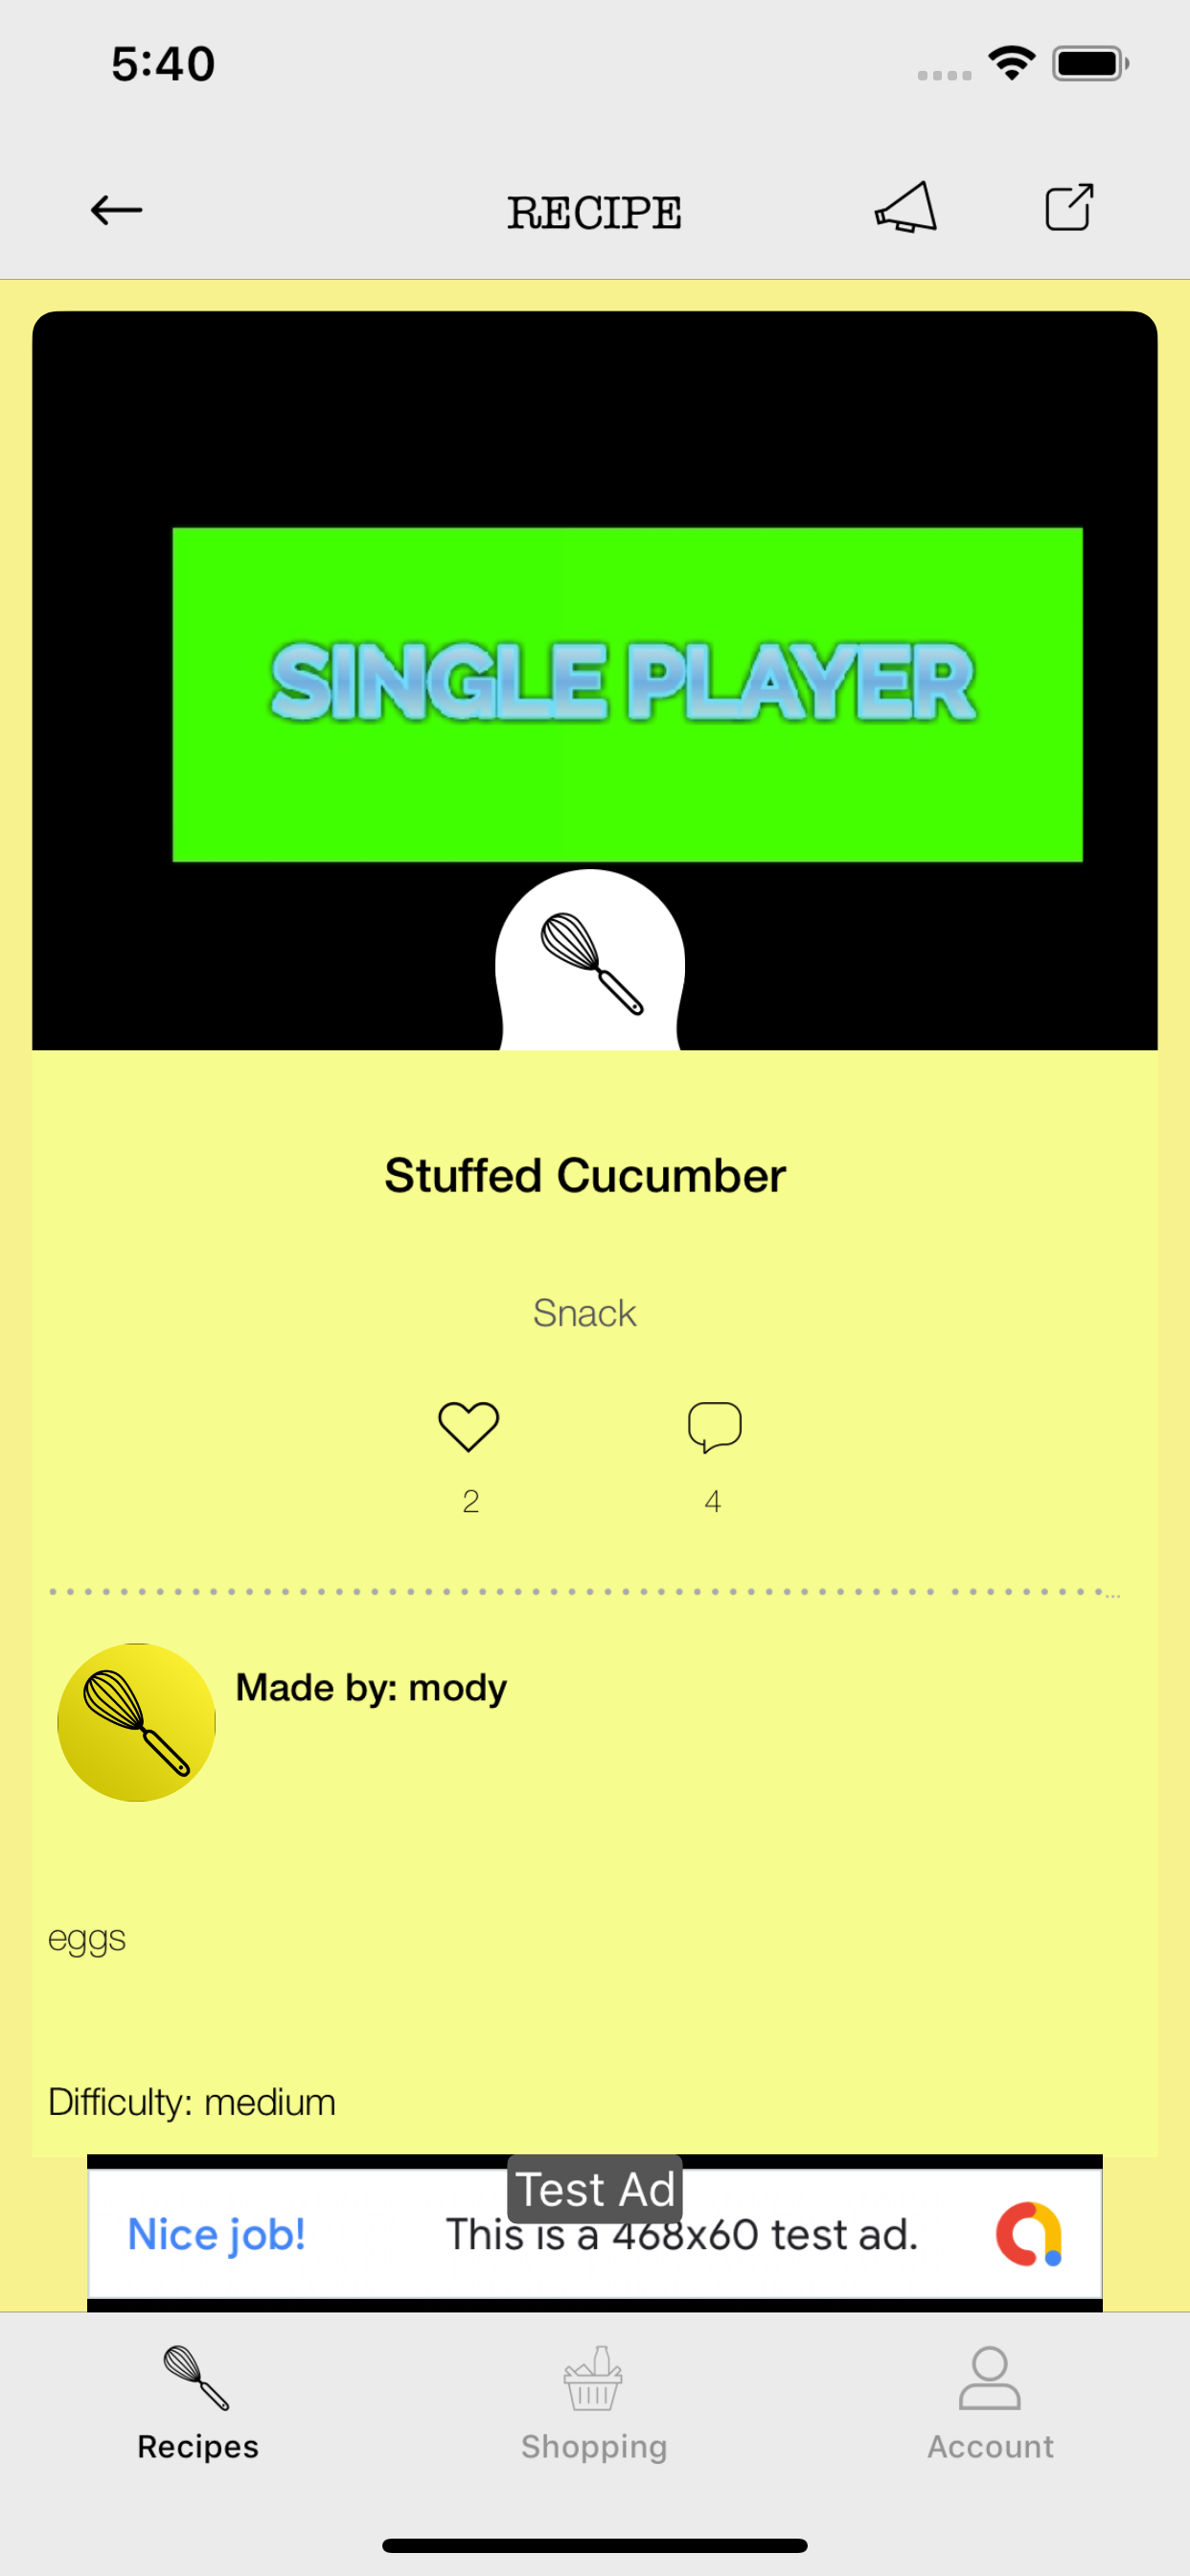 5:40
RECIPE
SINGLE PLAYER
Stuffed Cucumber
Snack
2
4
Made by: mody
eggs
Difficulty: medium
Test Ad
Nice job!
This is a 468x60 test ad.
Recipes
Shopping
Account